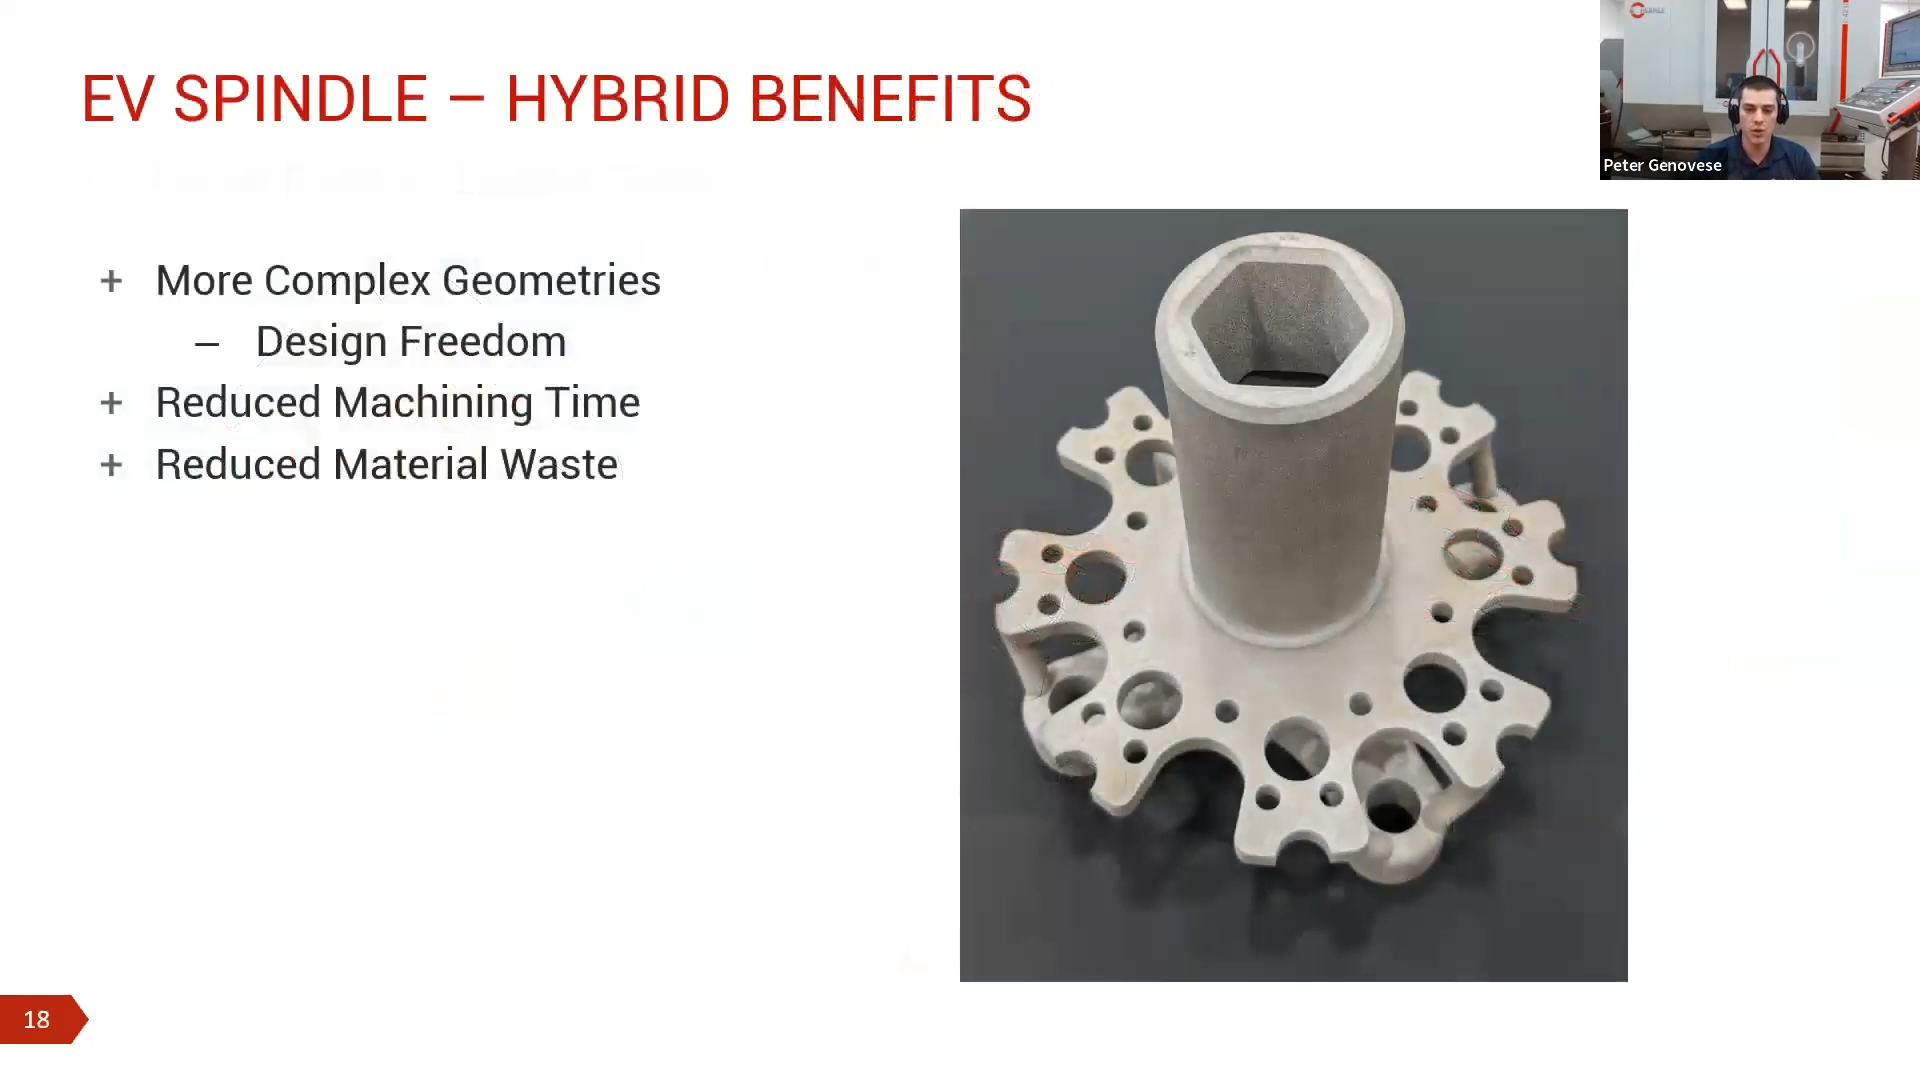 EV SPINDLE – HYBRID BENEFITS
Peter Genovese
+ More Complex Geometries
– Design Freedom
+ Reduced Machining Time
+ Reduced Material Waste
18